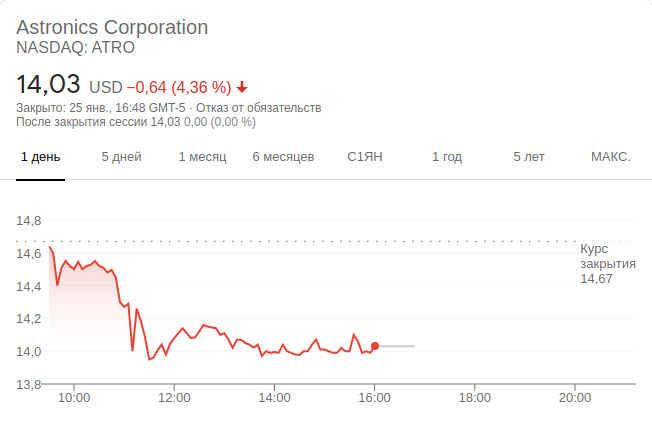 Astronics Corporation
NASDAQ: ATRO
14,03 USD −0,64 (4,36 %)
Закрыто: 25 янв., 16:48 GMT-5 · Отказ от обязательств
После закрытия сессии 14,03 0,00 (0,00 %)
1 день 5 дней 1 месяц 6 месяцев С1ЯН 1 год 5 лет МАКС.
14,8
14,6
14,4
14,2
14,0
13,8
Курс
закрытия
14,67
10:00 12:00 14:00 16:00 18:00 20:00